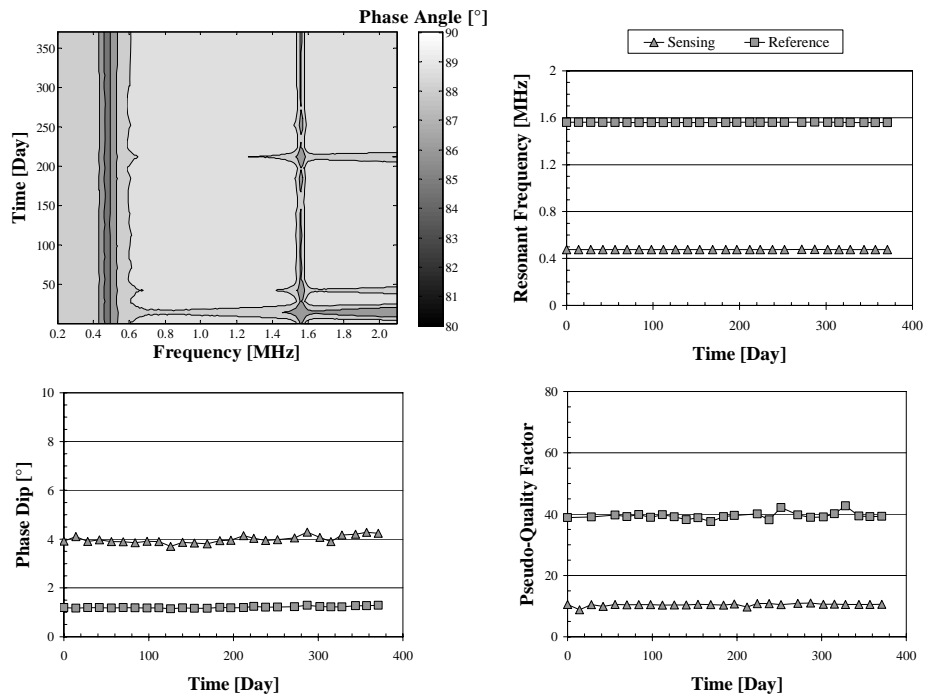 Phase Angle [°]
350
300
250
200
150
100
50
Time [Day]
0.2 0.4 0.6 0.8 1.0 1.2 1.4 1.6 1.8 2.0
Frequency [MHz]
90
89
88
87
86
85
84
83
82
81
80
Sensing Reference
2
1.6
1.2
0.8
0.4
0
Resonant Frequency [MHz]
0 100 200 300 400
Time [Day]
10
8
6
4
2
0
Phase Dip [°]
0 100 200 300 400
Time [Day]
80
60
40
20
0
Pseudo-Quality Factor
0 100 200 300 400
Time [Day]